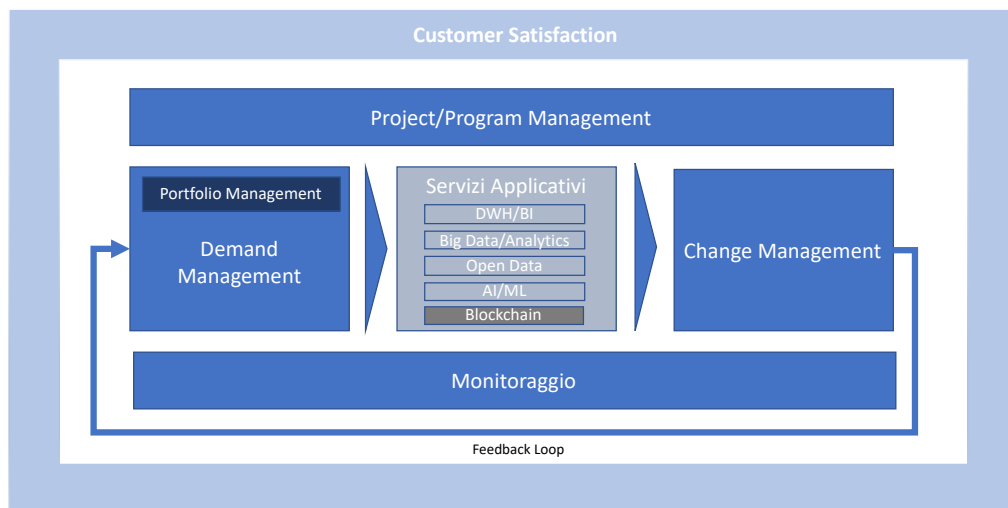 Customer Satisfaction
Project/Program Management
Portfolio Management
Demand
Management
Servizi Applicativi
DWH/BI
Big Data/Analytics
Open Data
AI/ML
Blockchain
Change Management
Monitoraggio
Feedback Loop